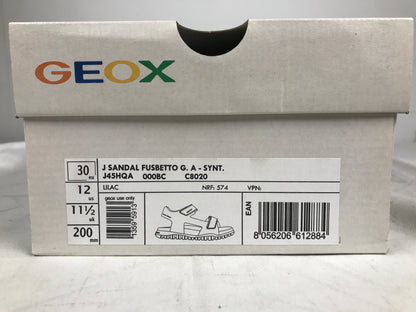 GEOX
30 eu
12 us
11½ uk
200 mm
J SANDAL FUSBETTO G. A - SYNT.
J45HQA 000BC C8020
LILAC NRF: 574 VPN:
geox use only
13595913
EAN
8 056206 612884